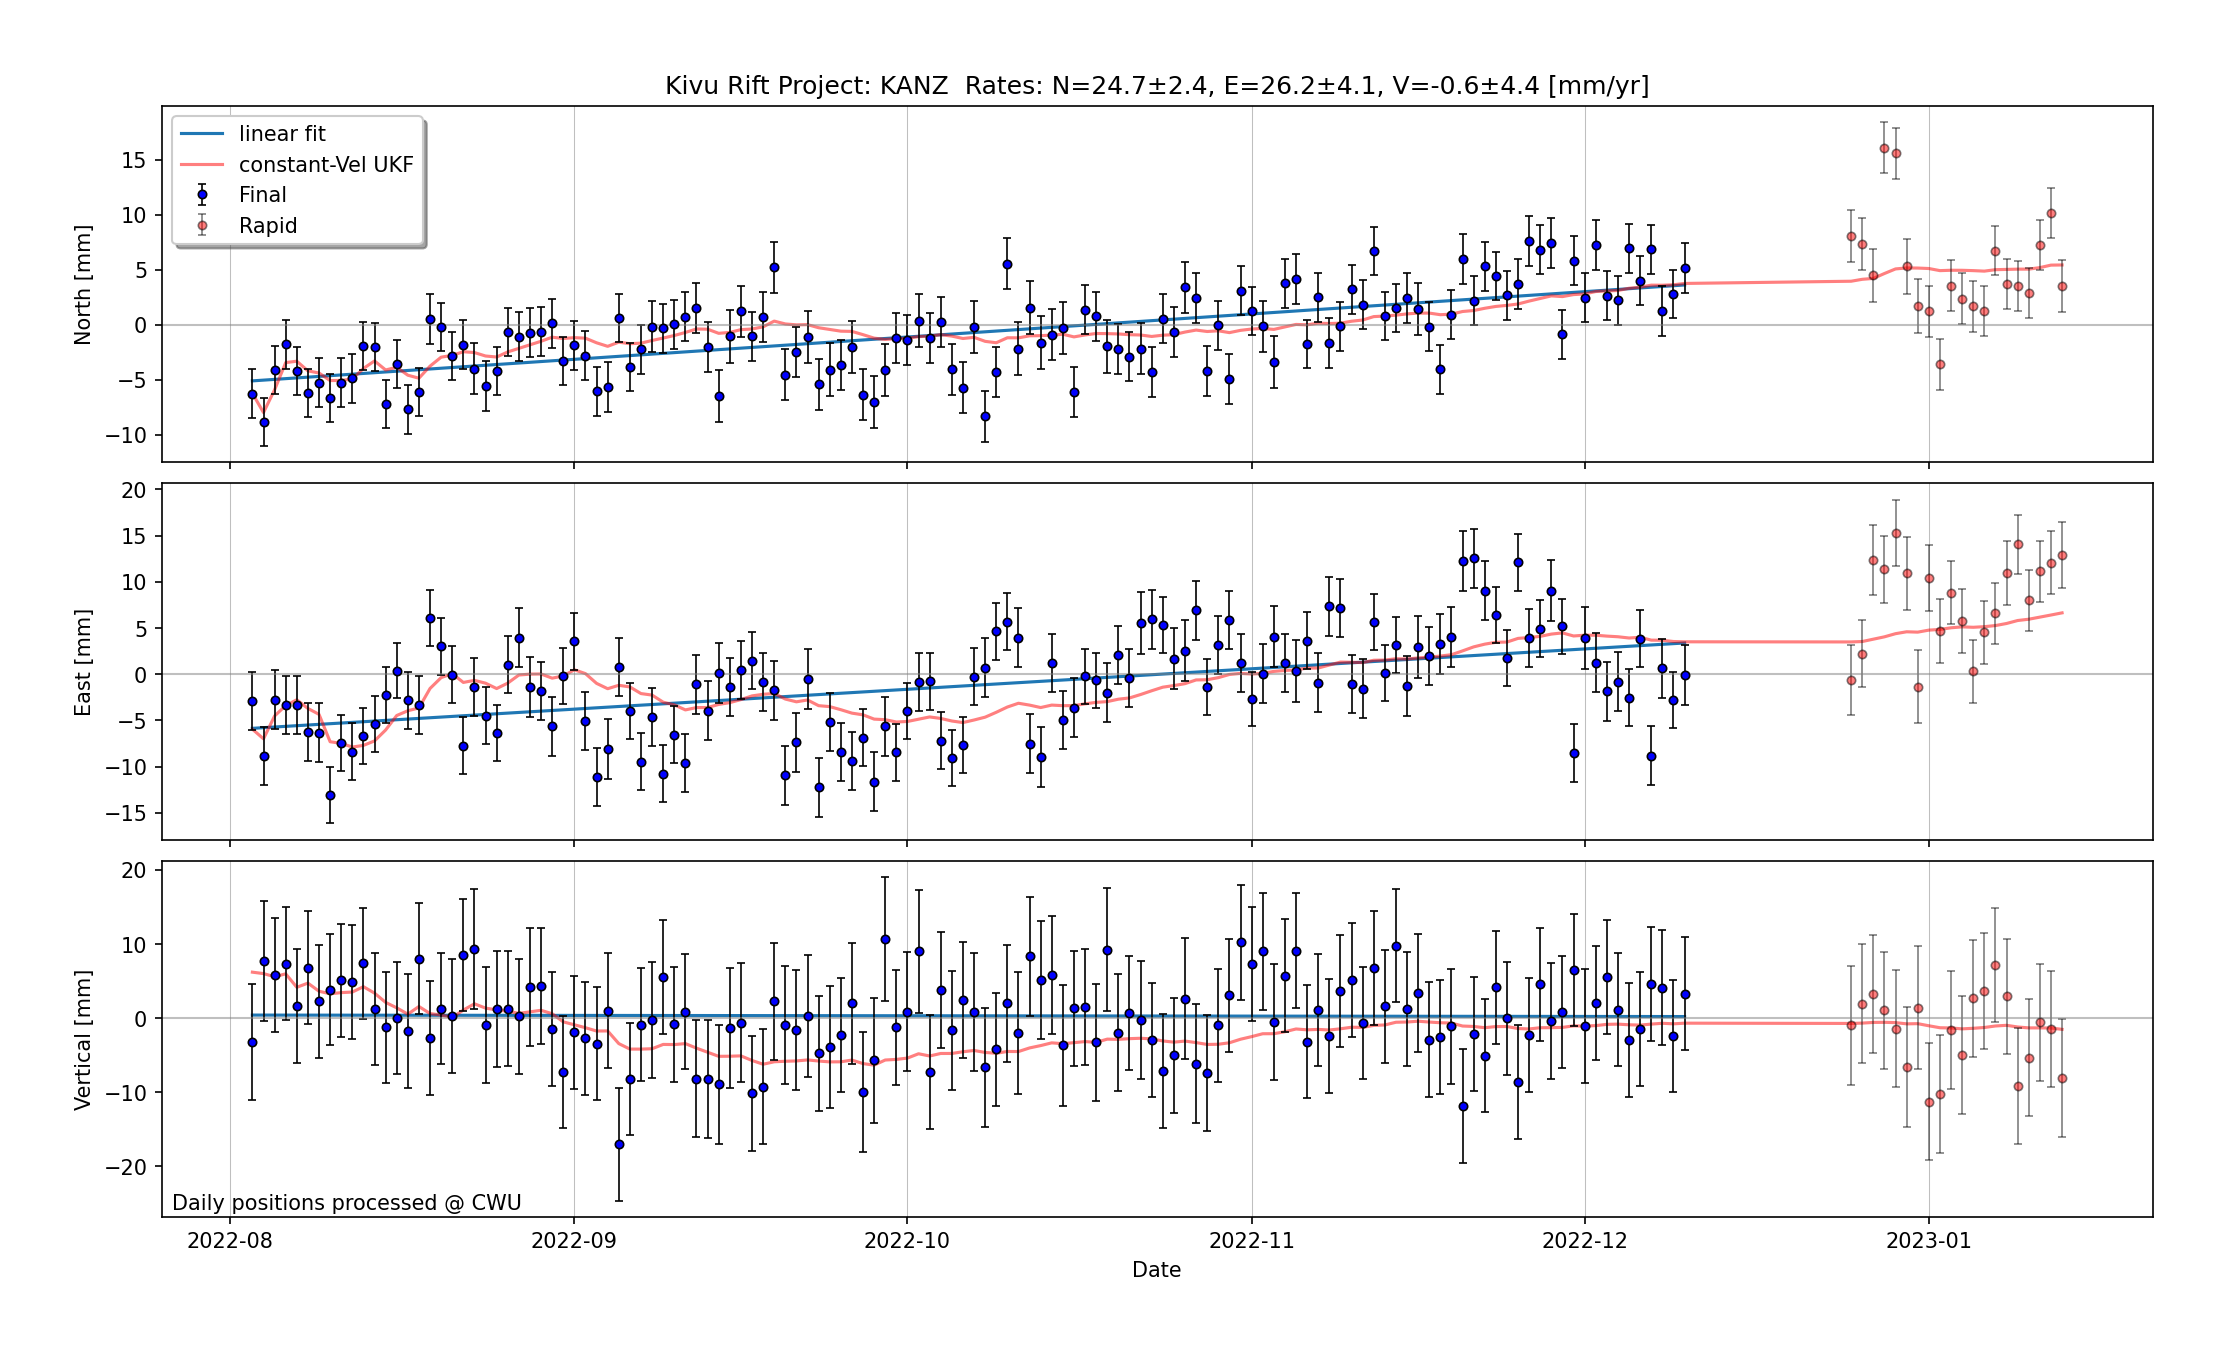 Kivu Rift Project: KANZ  Rates: N=24.7±2.4, E=26.2±4.1, V=-0.6±4.4 [mm/yr]
linear fit
constant-Vel UKF
Final
Rapid
North [mm]
15
10
5
0
−5
−10
East [mm]
20
15
10
5
0
−5
−10
−15
Vertical [mm]
20
10
0
−10
−20
Daily positions processed @ CWU
2022-08 2022-09 2022-10 2022-11 2022-12 2023-01
Date